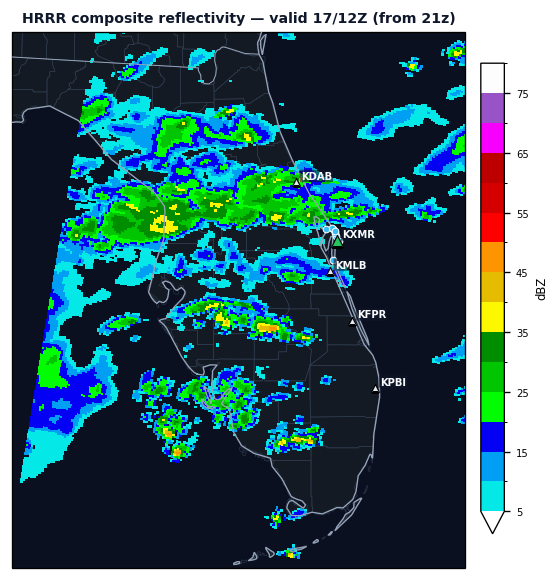 HRRR composite reflectivity — valid 17/12Z (from 21z)
KDAB
KXMR
KMLB
KFPR
KPBI
75
65
55
45
35
25
15
5
dBZ